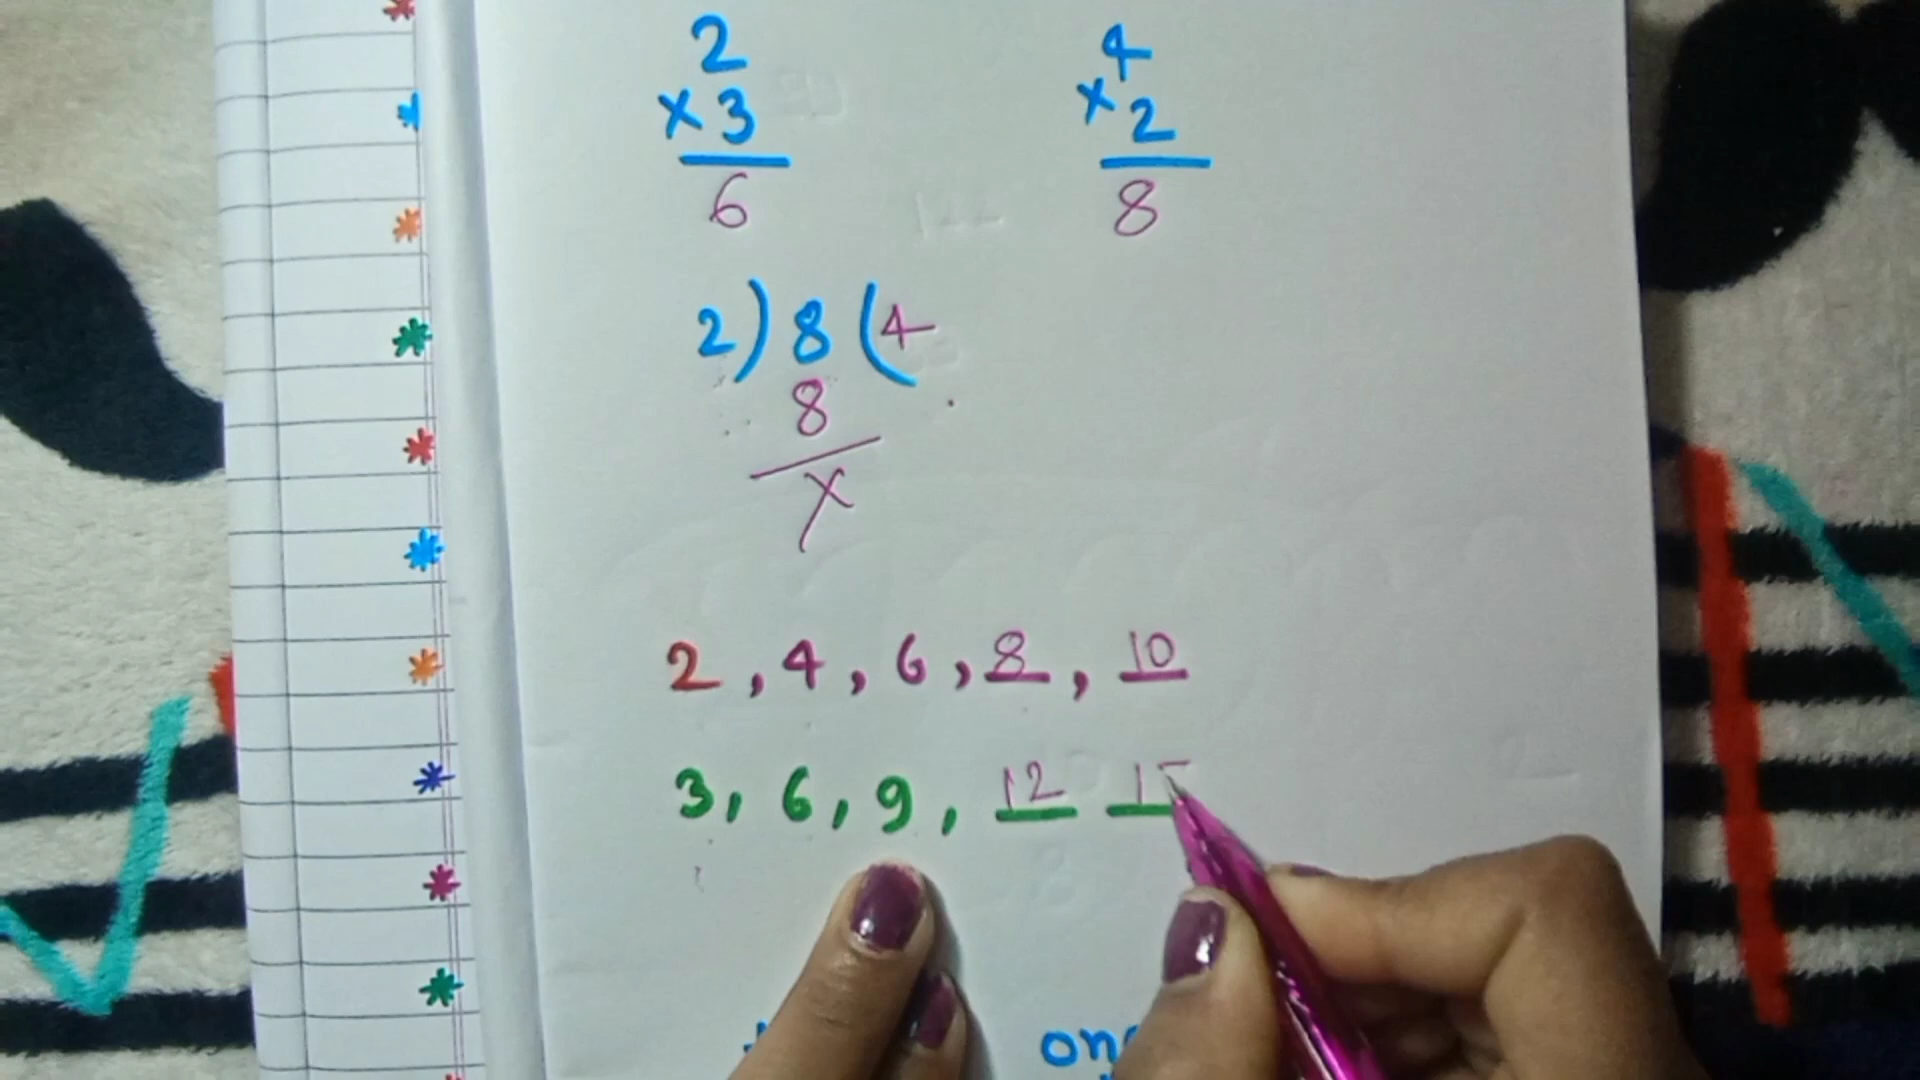 2 4
× 3 × 2
6 8
2 ) 8 ( 4
8
×
2 , 4 , 6 , 8 , 10
3 , 6 , 9 , 12 15